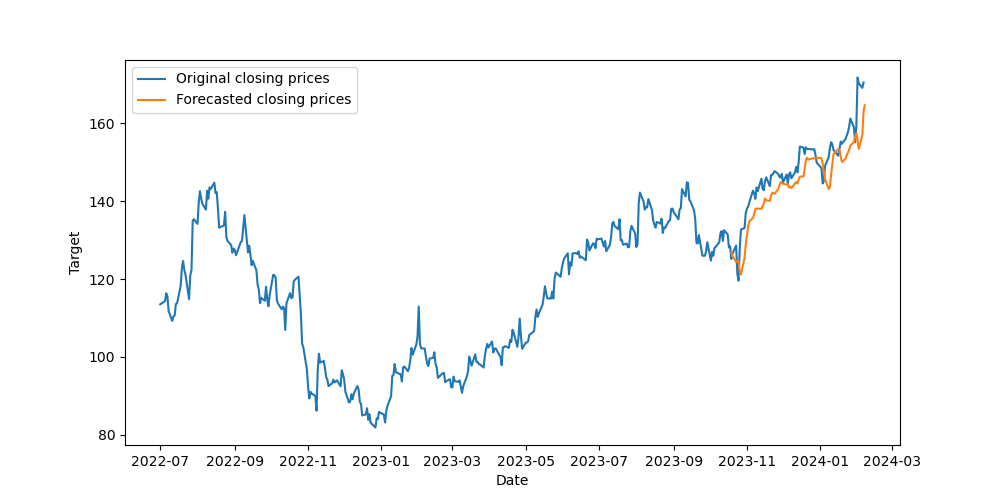 Original closing prices
Forecasted closing prices
Target
160
140
120
100
80
2022-07 2022-09 2022-11 2023-01 2023-03 2023-05 2023-07 2023-09 2023-11 2024-01 2024-03
Date